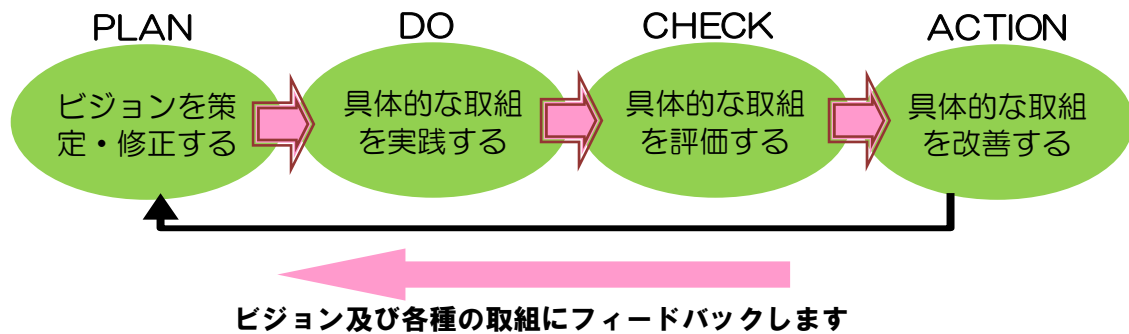 PLAN
DO
CHECK
ACTION
ビジョンを策
定・修正する
具体的な取組
を実践する
具体的な取組
を評価する
具体的な取組
を改善する
ビジョン及び各種の取組にフィードバックします